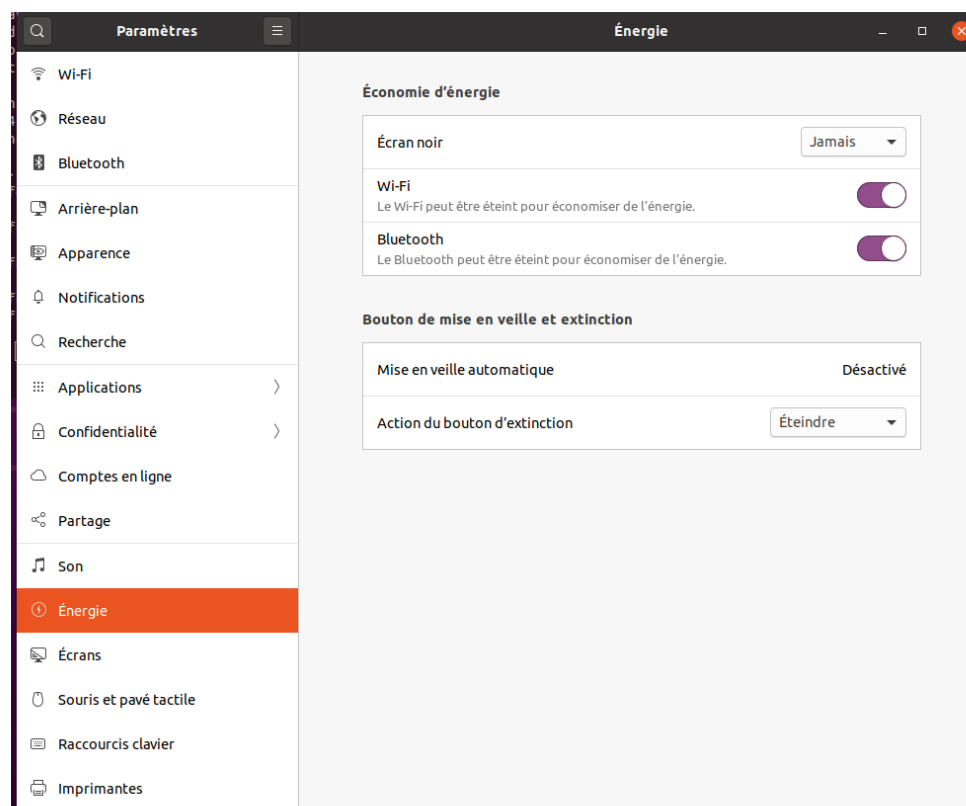 Paramètres
Énergie
Wi-Fi
Réseau
Bluetooth
Arrière-plan
Apparence
Notifications
Recherche
Applications
Confidentialité
Comptes en ligne
Partage
Son
Énergie
Écrans
Souris et pavé tactile
Raccourcis clavier
Imprimantes
Économie d’énergie
Écran noir Jamais
Wi-Fi
Le Wi-Fi peut être éteint pour économiser de l’énergie.
Bluetooth
Le Bluetooth peut être éteint pour économiser de l’énergie.
Bouton de mise en veille et extinction
Mise en veille automatique Désactivé
Action du bouton d’extinction Éteindre